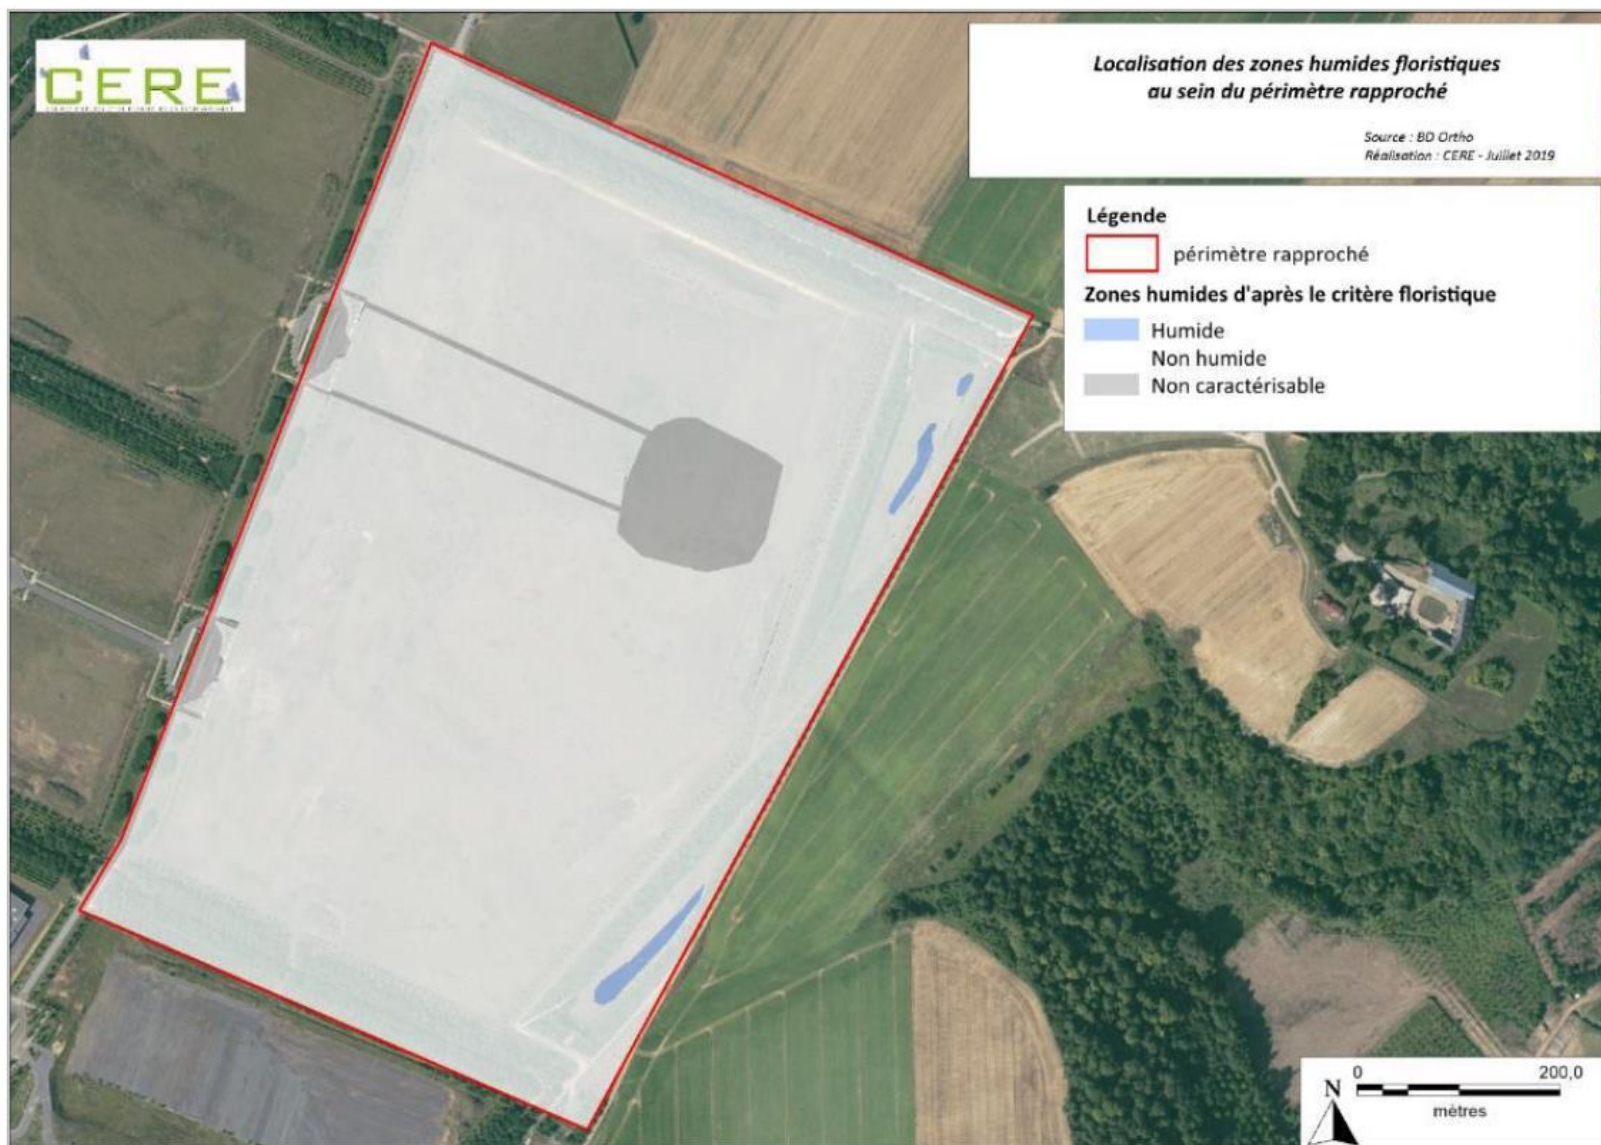 CERE
Localisation des zones humides floristiques
au sein du périmètre rapproché
Source : BD Ortho
Réalisation : CERE - Juillet 2019
Légende
périmètre rapproché
Zones humides d'après le critère floristique
Humide
Non humide
Non caractérisable
0 200,0
N
mètres